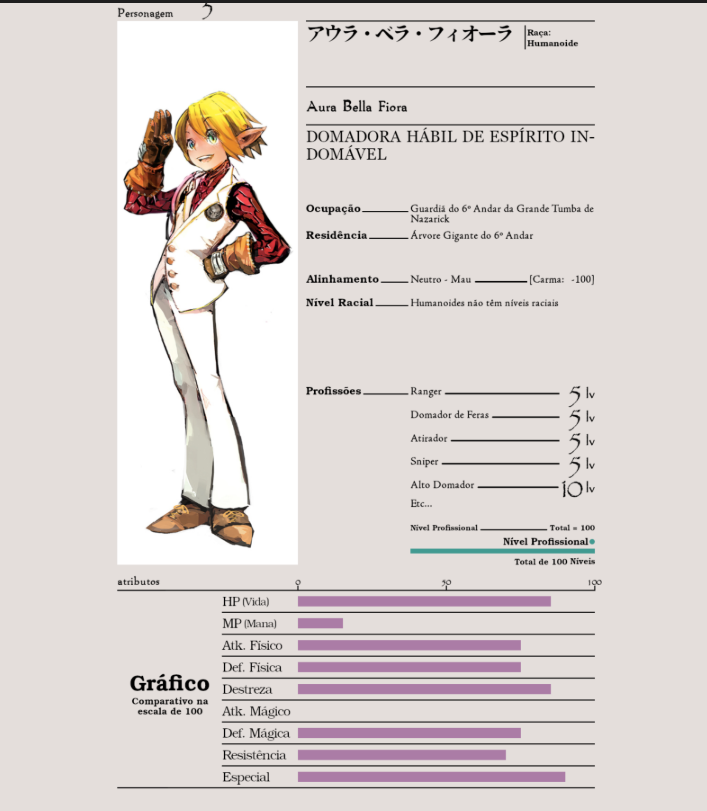 Personagem 5
アウラ・ベラ・フィオーラ
Raça:
Humanoide
Aura Bella Fiora
DOMADORA HÁBIL DE ESPÍRITO IN-
DOMÁVEL
Ocupação Guardiã do 6º Andar da Grande Tumba de
Nazarick
Residência Árvore Gigante do 6º Andar
Alinhamento Neutro - Mau [Carma: -100]
Nível Racial Humanoides não têm níveis raciais
Profissões Ranger 5 lv
Domador de Feras 5 lv
Atirador 5 lv
Sniper 5 lv
Alto Domador 10 lv
Etc...
Nível Profissional Total = 100
Nível Profissional
Total de 100 Níveis
atributos 0 50 100
HP (Vida)
MP (Mana)
Atk. Físico
Def. Física
Gráfico
Comparativo na
escala de 100
Destreza
Atk. Mágico
Def. Mágica
Resistência
Especial